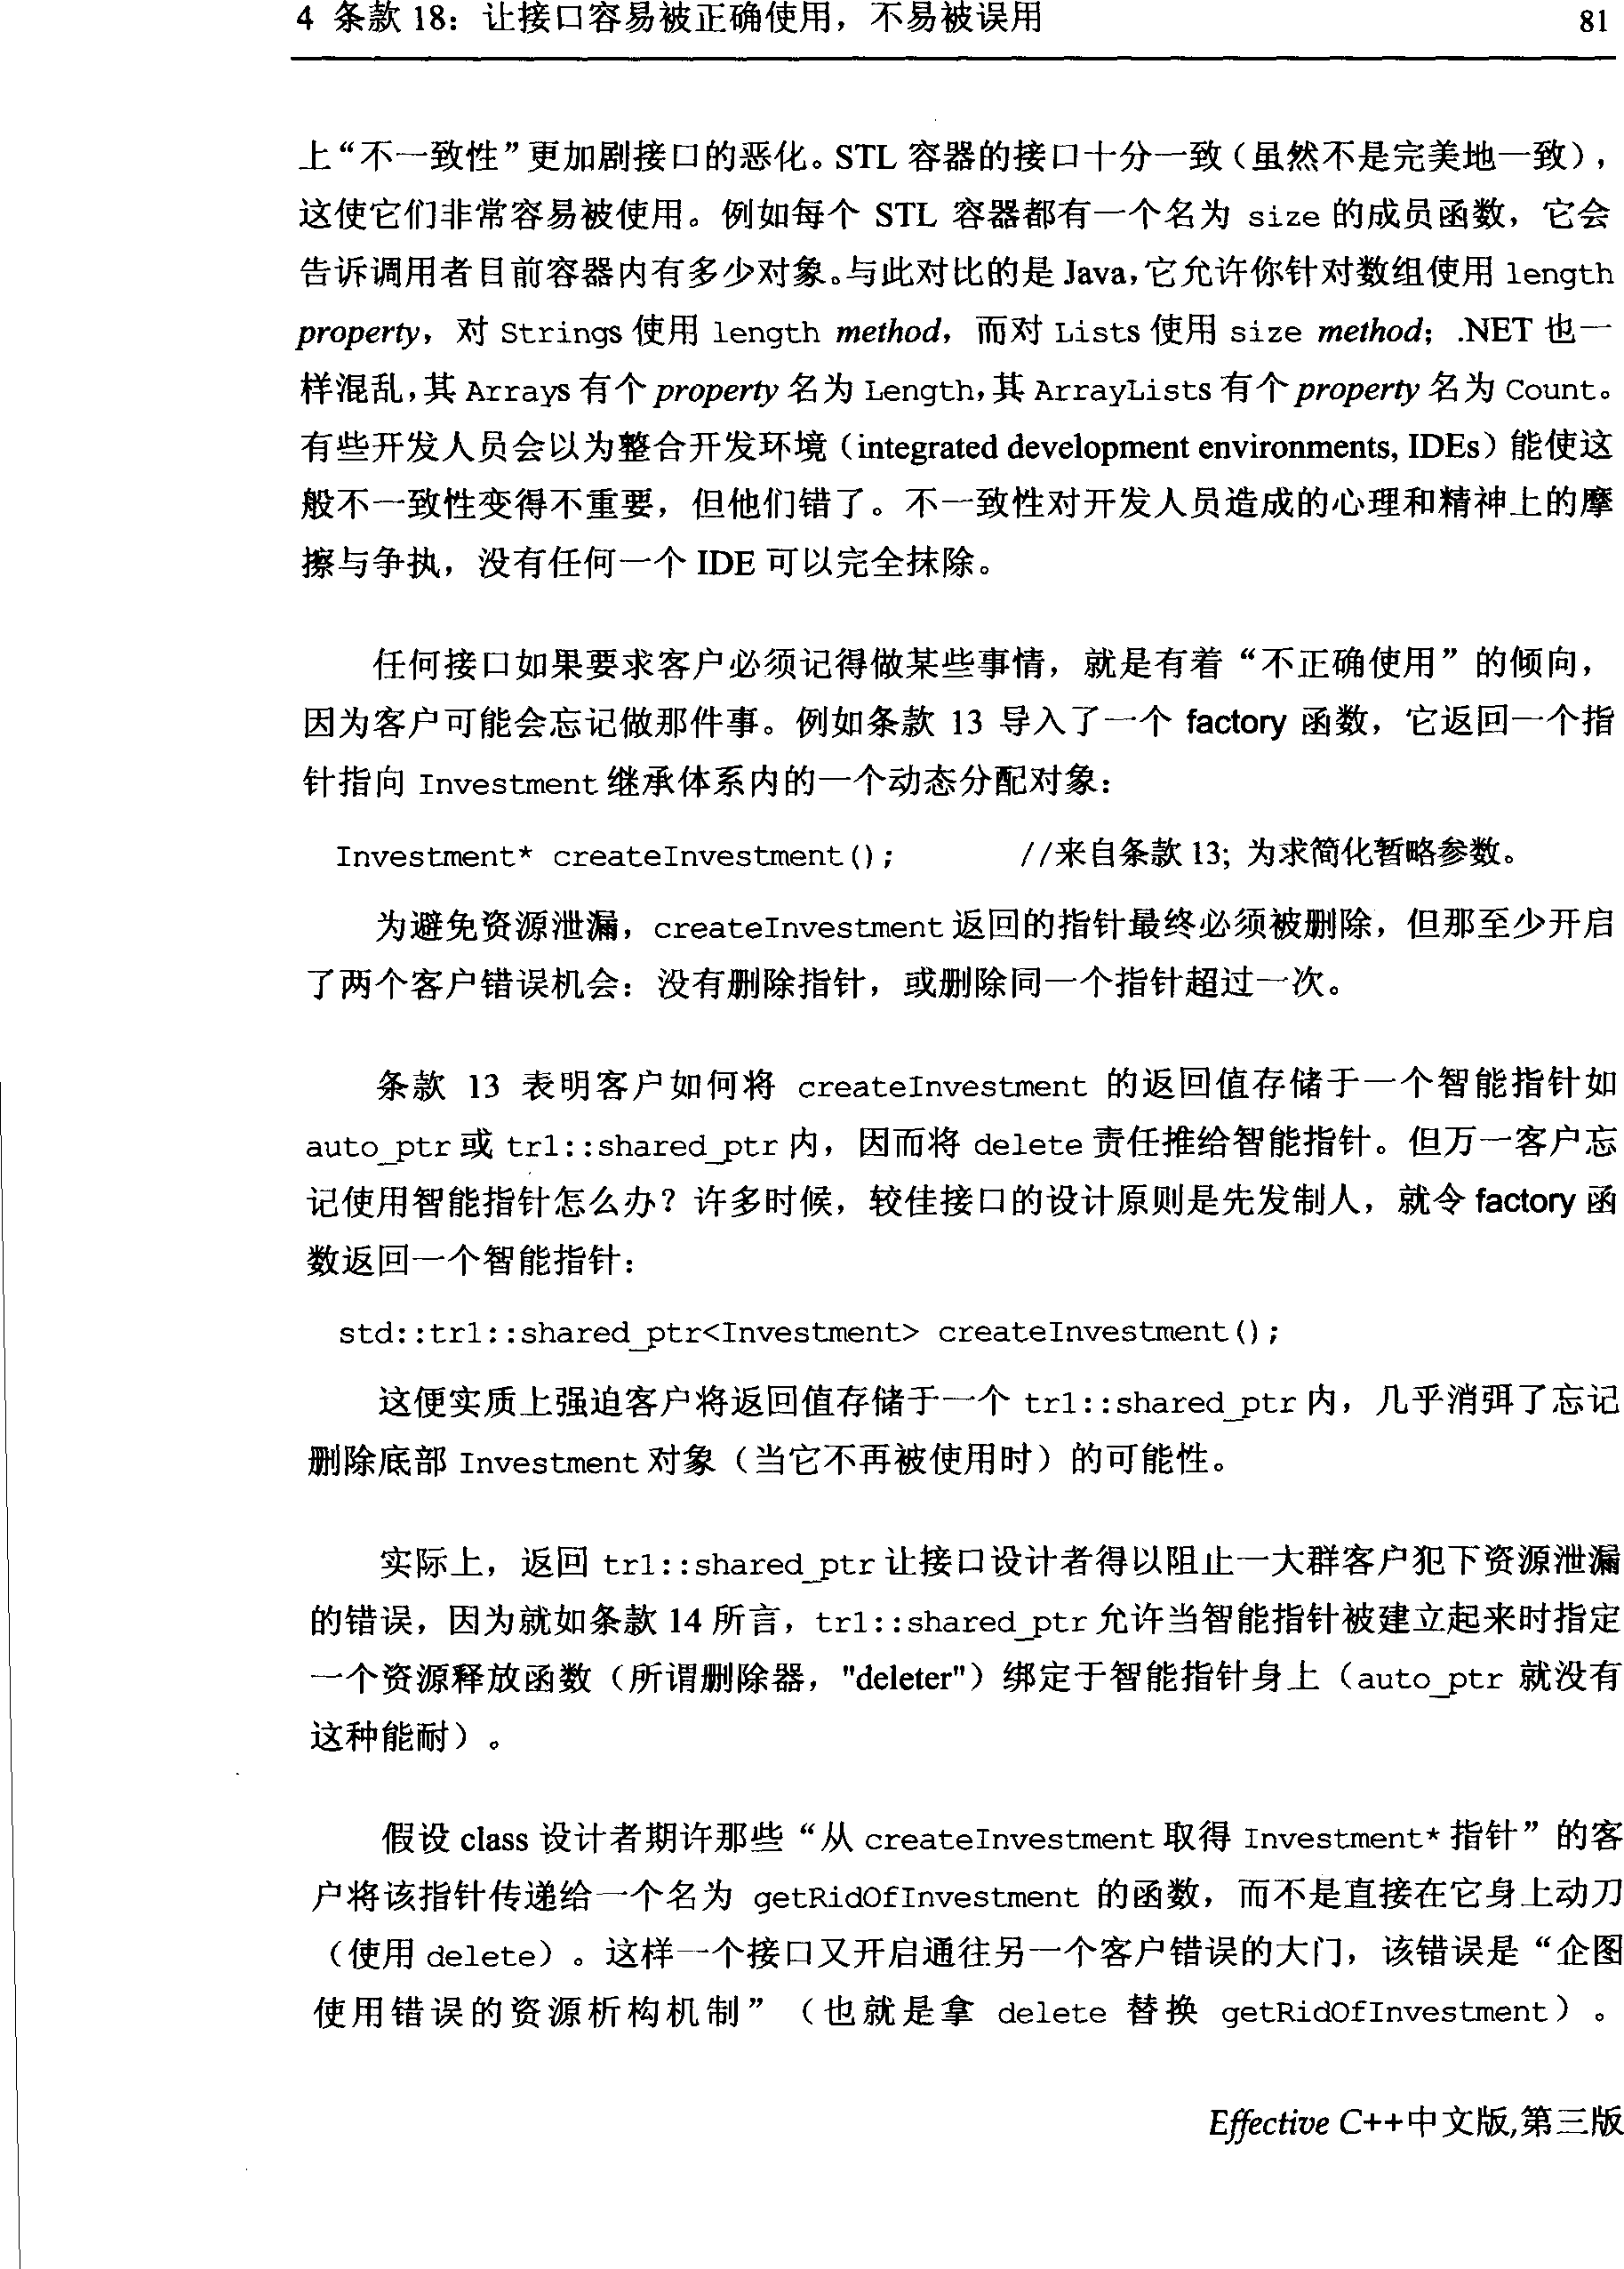 4 条款 18：让接口容易被正确使用，不易被误用 81
上“不一致性”更加剧接口的恶化。STL 容器的接口十分一致（虽然不是完美地一致），
这使它们非常容易被使用。例如每个 STL 容器都有一个名为 size 的成员函数，它会
告诉调用者目前容器内有多少对象。与此对比的是 Java，它允许你针对数组使用 length
property，对 Strings 使用 length method，而对 Lists 使用 size method；.NET 也一
样混乱，其 Arrays 有个 property 名为 Length，其 ArrayLists 有个 property 名为 Count。
有些开发人员会以为整合开发环境（integrated development environments, IDEs）能使这
般不一致性变得不重要，但他们错了。不一致性对开发人员造成的心理和精神上的摩
擦与争执，没有任何一个 IDE 可以完全抹除。
任何接口如果要求客户必须记得做某些事情，就是有着“不正确使用”的倾向，
因为客户可能会忘记做那件事。例如条款 13 导入了一个 factory 函数，它返回一个指
针指向 Investment 继承体系内的一个动态分配对象：
Investment* createInvestment(); //来自条款 13; 为求简化暂略参数。
为避免资源泄漏，createInvestment 返回的指针最终必须被删除，但那至少开启
了两个客户错误机会：没有删除指针，或删除同一个指针超过一次。
条款 13 表明客户如何将 createInvestment 的返回值存储于一个智能指针如
auto_ptr 或 tr1::shared_ptr 内，因而将 delete 责任推给智能指针。但万一客户忘
记使用智能指针怎么办？许多时候，较佳接口的设计原则是先发制人，就令 factory 函
数返回一个智能指针：
std::tr1::shared_ptr<Investment> createInvestment();
这便实质上强迫客户将返回值存储于一个 tr1::shared_ptr 内，几乎消弭了忘记
删除底部 Investment 对象（当它不再被使用时）的可能性。
实际上，返回 tr1::shared_ptr 让接口设计者得以阻止一大群客户犯下资源泄漏
的错误，因为就如条款 14 所言，tr1::shared_ptr 允许当智能指针被建立起来时指定
一个资源释放函数（所谓删除器，"deleter"）绑定于智能指针身上（auto_ptr 就没有
这种能耐）。
假设 class 设计者期许那些“从 createInvestment 取得 Investment* 指针”的客
户将该指针传递给一个名为 getRidOfInvestment 的函数，而不是直接在它身上动刀
（使用 delete）。这样一个接口又开启通往另一个客户错误的大门，该错误是“企图
使用错误的资源析构机制”（也就是拿 delete 替换 getRidOfInvestment）。
Effective C++中文版,第三版